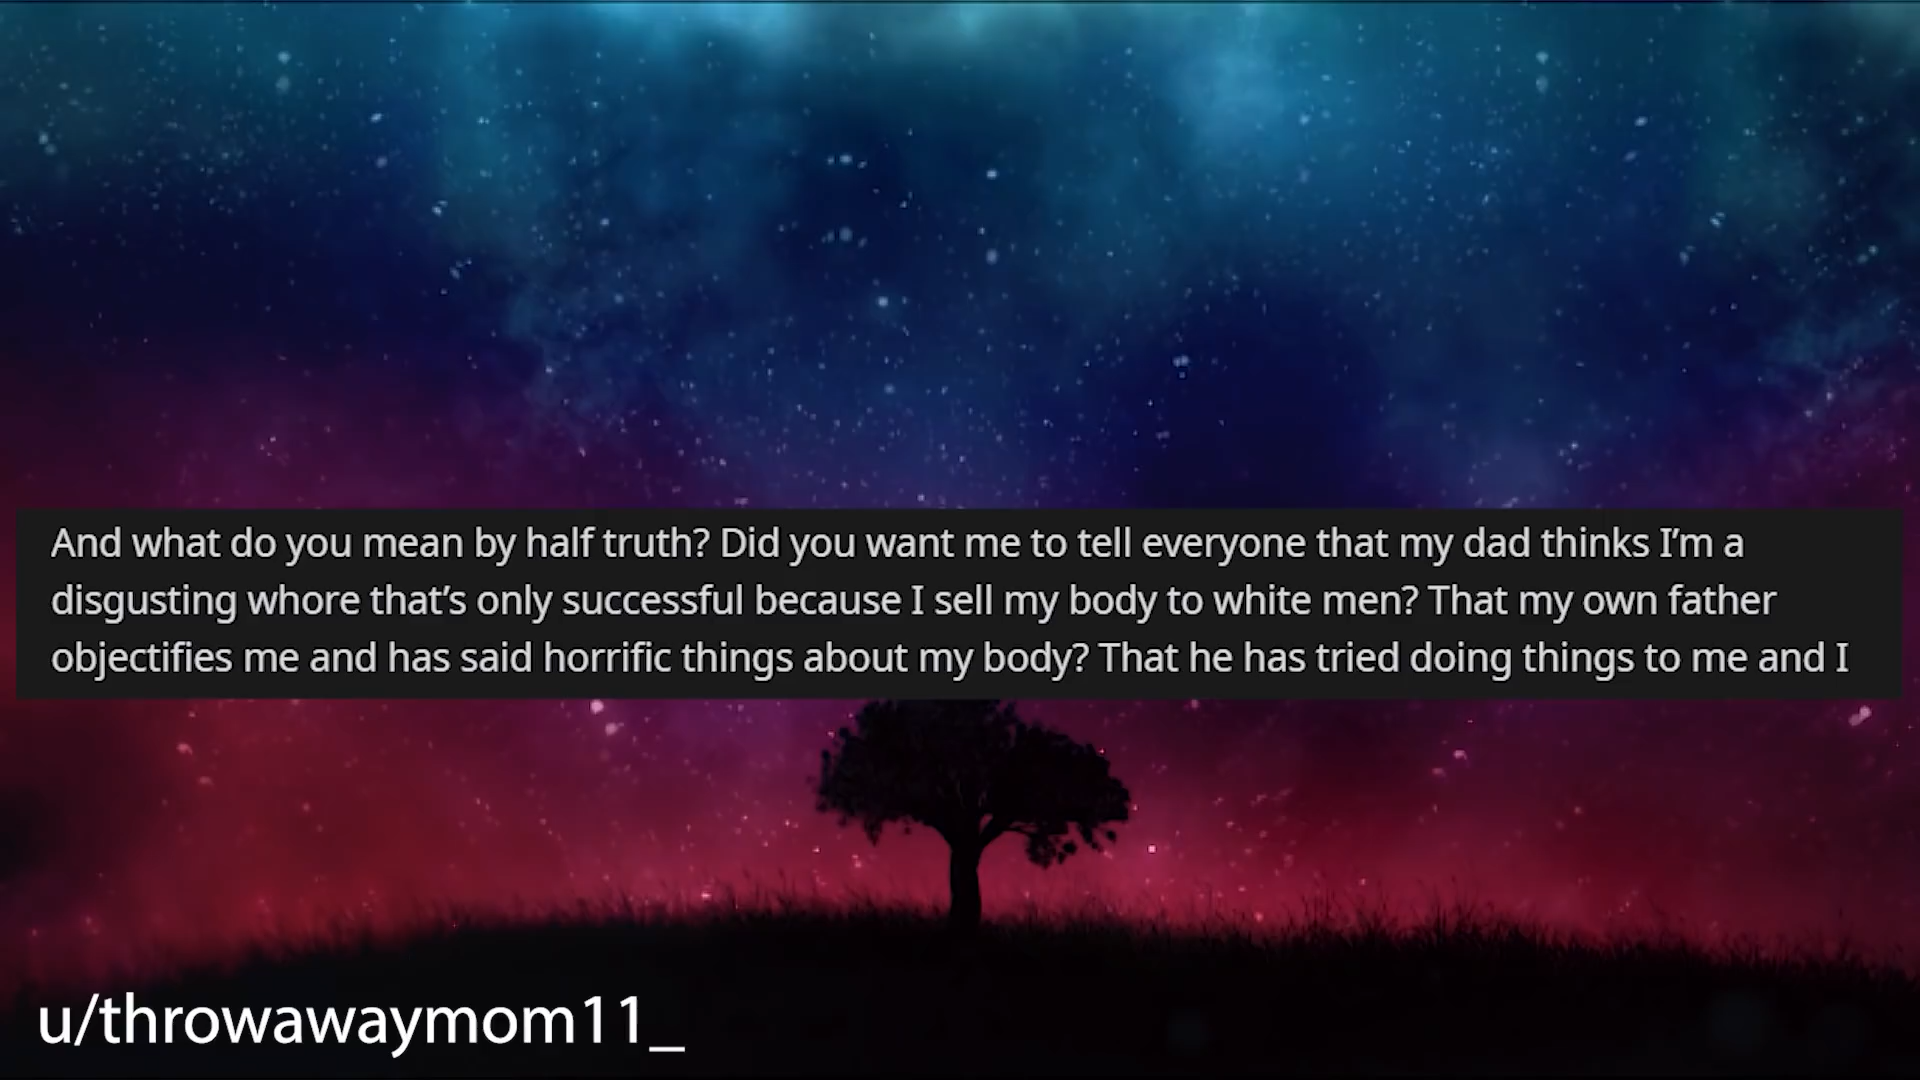 And what do you mean by half truth? Did you want me to tell everyone that my dad thinks I’m a
disgusting whore that’s only successful because I sell my body to white men? That my own father
objectifies me and has said horrific things about my body? That he has tried doing things to me and I
u/throwawaymom11_